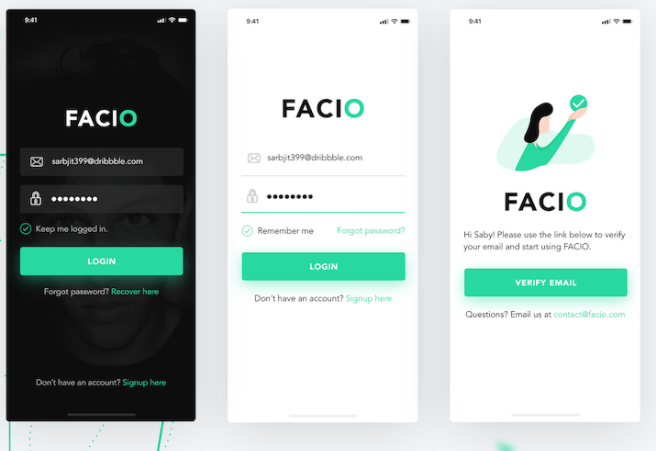 9:41
FACIO
sarbjit399@dribbble.com
●●●●●●●●
Keep me logged in.
LOGIN
Forgot password? Recover here
Don't have an account? Signup here
9:41
FACIO
sarbjit399@dribbble.com
●●●●●●●●
Remember me Forgot password?
LOGIN
Don't have an account? Signup here
9:41
FACIO
Hi Saby! Please use the link below to verify
your email and start using FACIO.
VERIFY EMAIL
Questions? Email us at contact@facio.com